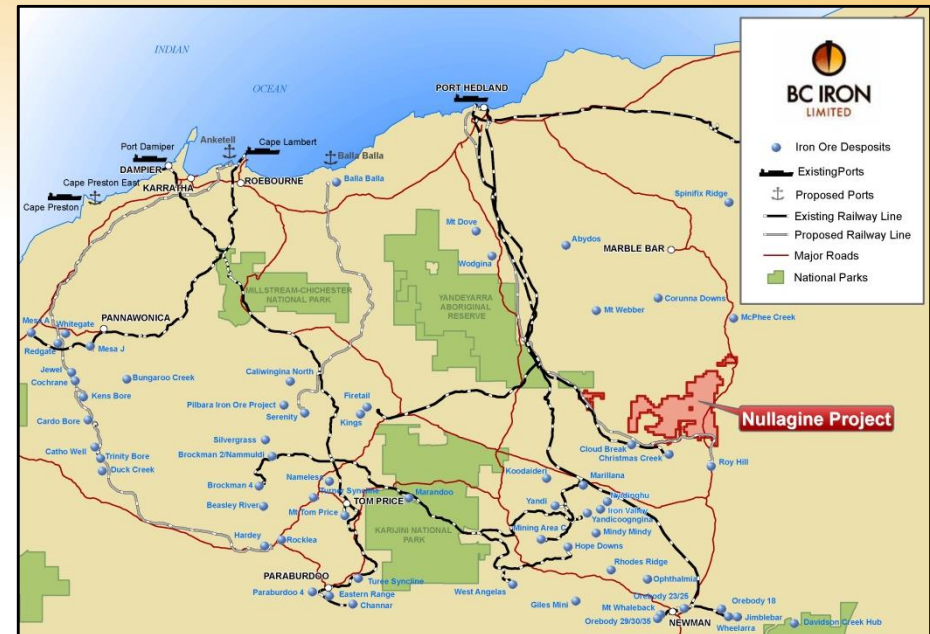 INDIAN
OCEAN
PORT HEDLAND
BC IRON
LIMITED
Iron Ore Desposits
ExistingPorts
Proposed Ports
Existing Railway Line
Proposed Railway Line
Major Roads
National Parks
Port Damiper
DAMPIER
Anketell
Cape Lambert
Balla Balla
Balla Balla
Cape Preston East
KARRATHA
ROEBOURNE
Cape Preston
Spinifix Ridge
Mt Dove
Abydos
MARBLE BAR
Wodgina
MILLSTREAM-CHICHESTER
NATIONAL PARK
YANDEYARRA
ABORIGINAL
RESERVE
Corunna Downs
Mt Webber
McPhee Creek
Mesa A
Whitegate
PANNAWONICA
Redgate
Mesa J
Jewel
Cochrane
Bungaroo Creek
Caliwingina North
Kens Bore
Pilbara Iron Ore Project
Serenity
Firetail
Kings
Nullagine Project
Cardo Bore
Silvergrass
Cloud Break
Christmas Creek
Catho Well
Trinity Bore
Duck Creek
Brockman 2/Nammuldi
Roy Hill
Brockman 4
Nameless
Turner Syncline
TOM PRICE
Marandoo
Koodaideri
Marillana
Beasley River
Mt Tom Price
Yandi
Iron Valley
Yandicoogngina
Mining Area C
Mindy Mindy
KARIJINI NATIONAL
PARK
Hardey
Rocklea
Hope Downs
Rhodes Ridge
PARABURDOO
Turee Syncline
West Angelas
Ophthalmia
Paraburdoo 4
Eastern Range
Channar
Giles Mini
Orebody 23/25
Orebody 18
Mt Whaleback
Jimblebar
NEWMAN
Orebody 29/30/35
Wheelarra
Davidson Creek Hub